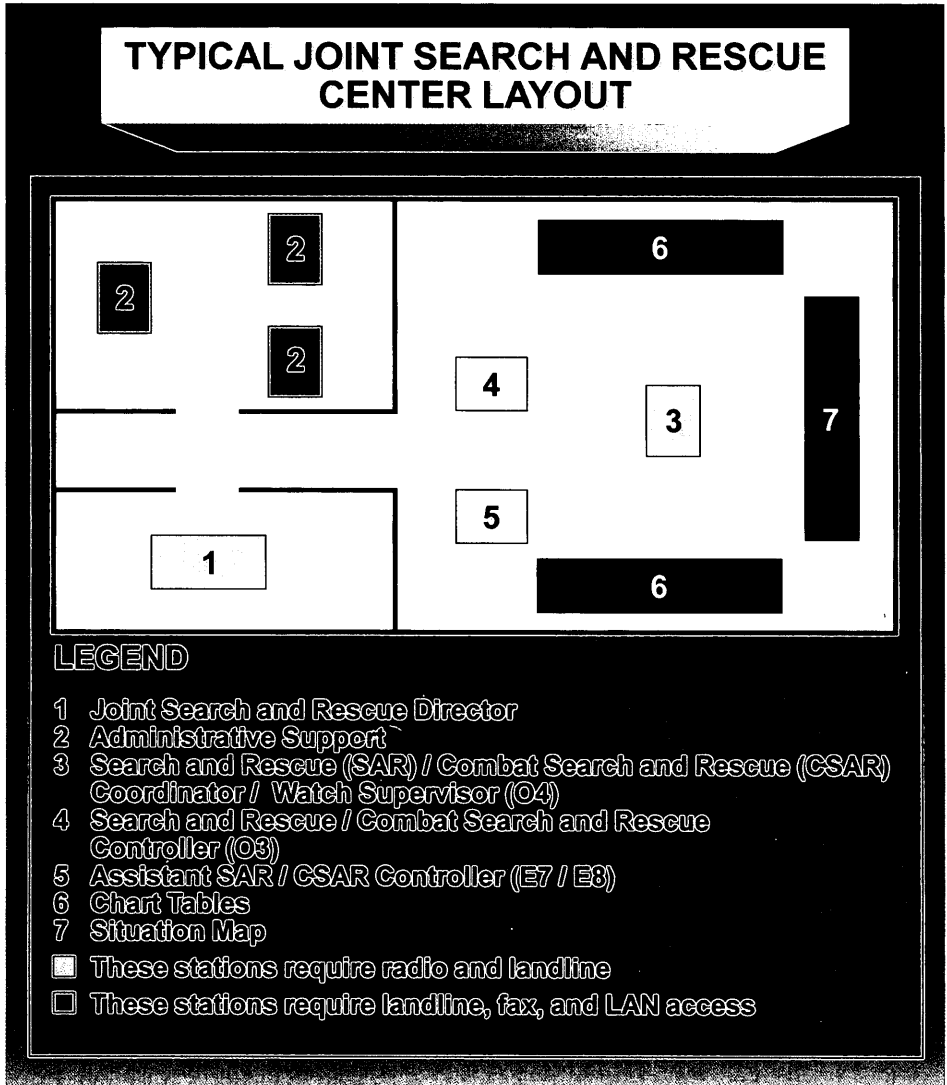 TYPICAL JOINT SEARCH AND RESCUE
CENTER LAYOUT
2
2
2
6
4
3
7
5
1
6
LEGEND
1 Joint Search and Rescue Director
2 Administrative Support
3 Search and Rescue (SAR) / Combat Search and Rescue (CSAR)
Coordinator / Watch Supervisor (O4)
4 Search and Rescue / Combat Search and Rescue
Controller (O3)
5 Assistant SAR / CSAR Controller (E7 / E8)
6 Chart Tables
7 Situation Map
These stations require radio and landline
These stations require landline, fax, and LAN access